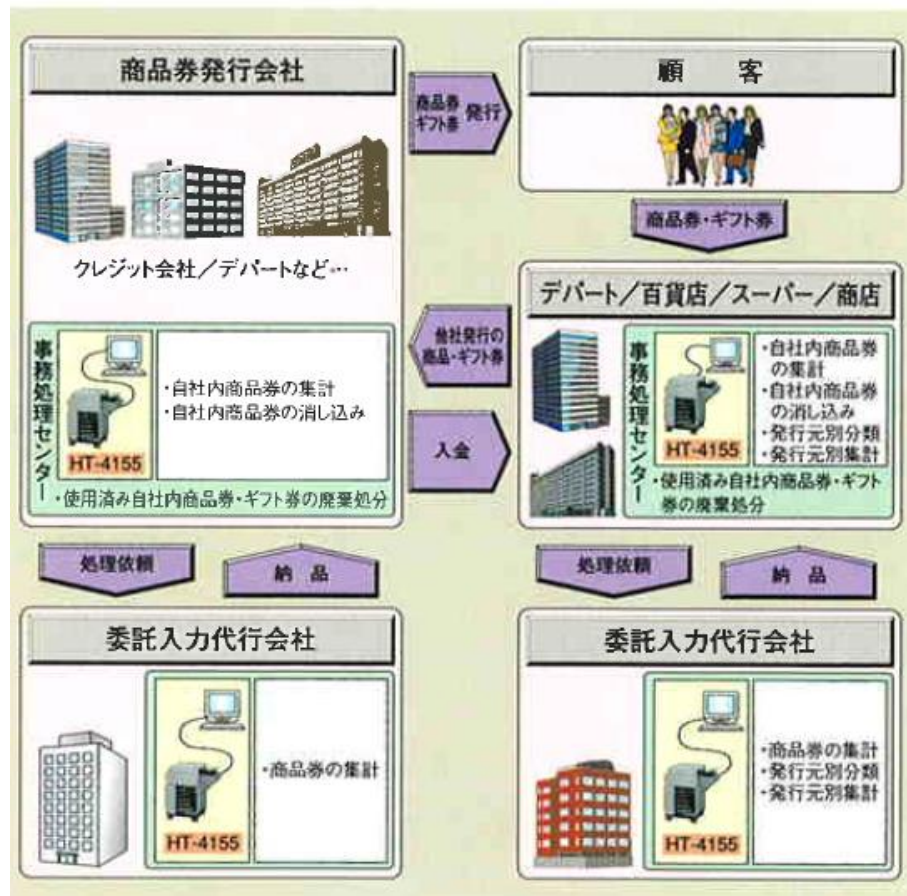 商品券発行会社
クレジット会社／デパートなど…
事務処理センター
HT-4155
・自社内商品券の集計
・自社内商品券の消し込み
・使用済み自社内商品券・ギフト券の廃棄処分
商品券
ギフト券
発行
顧　客
商品券・ギフト券
デパート／百貨店／スーパー／商店
事務処理センター
HT-4155
・自社内商品券
の集計
・自社内商品券
の消し込み
・発行元別分類
・発行元別集計
・使用済み自社内商品券・ギフト
券の廃棄処分
他社発行の
商品・ギフト券
入金
処理依頼
納　品
処理依頼
納　品
委託入力代行会社
HT-4155
・商品券の集計
委託入力代行会社
HT-4155
・商品券の集計
・発行元別分類
・発行元別集計